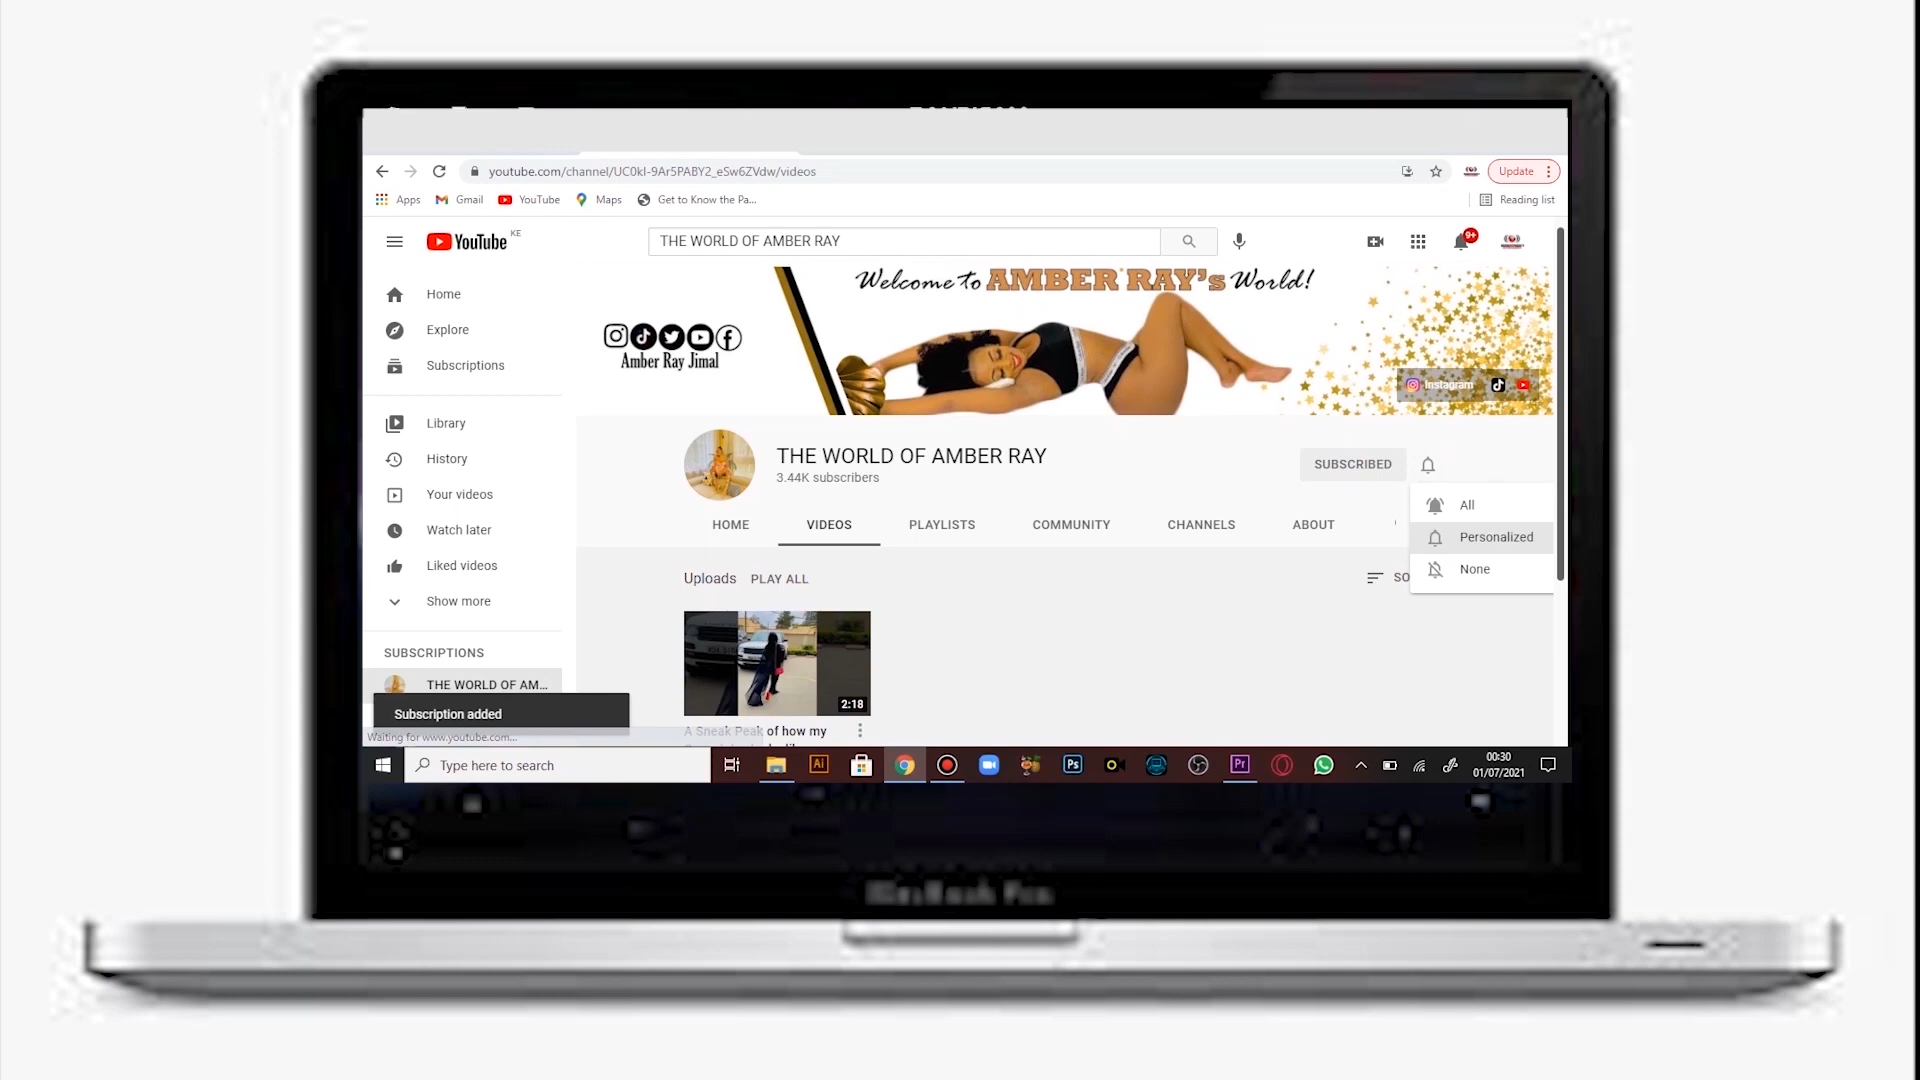 youtube.com/channel/UC0kI-9Ar5PABY2_eSw6ZVdw/videos
Update
Apps
Gmail
YouTube
Maps
Get to Know the Pa...
Reading list
YouTube KE
THE WORLD OF AMBER RAY
9+
Home
Explore
Subscriptions
Library
History
Your videos
Watch later
Liked videos
Show more
SUBSCRIPTIONS
THE WORLD OF AM...
Subscription added
Waiting for www.youtube.com...
Welcome to AMBER RAY's World!
Amber Ray Jimal
Instagram
THE WORLD OF AMBER RAY
3.44K subscribers
SUBSCRIBED
All
Personalized
None
HOME
VIDEOS
PLAYLISTS
COMMUNITY
CHANNELS
ABOUT
Uploads
PLAY ALL
SO
2:18
A Sneak Peak of how my
Type here to search
Ai
Ps
Pr
00:30
01/07/2021